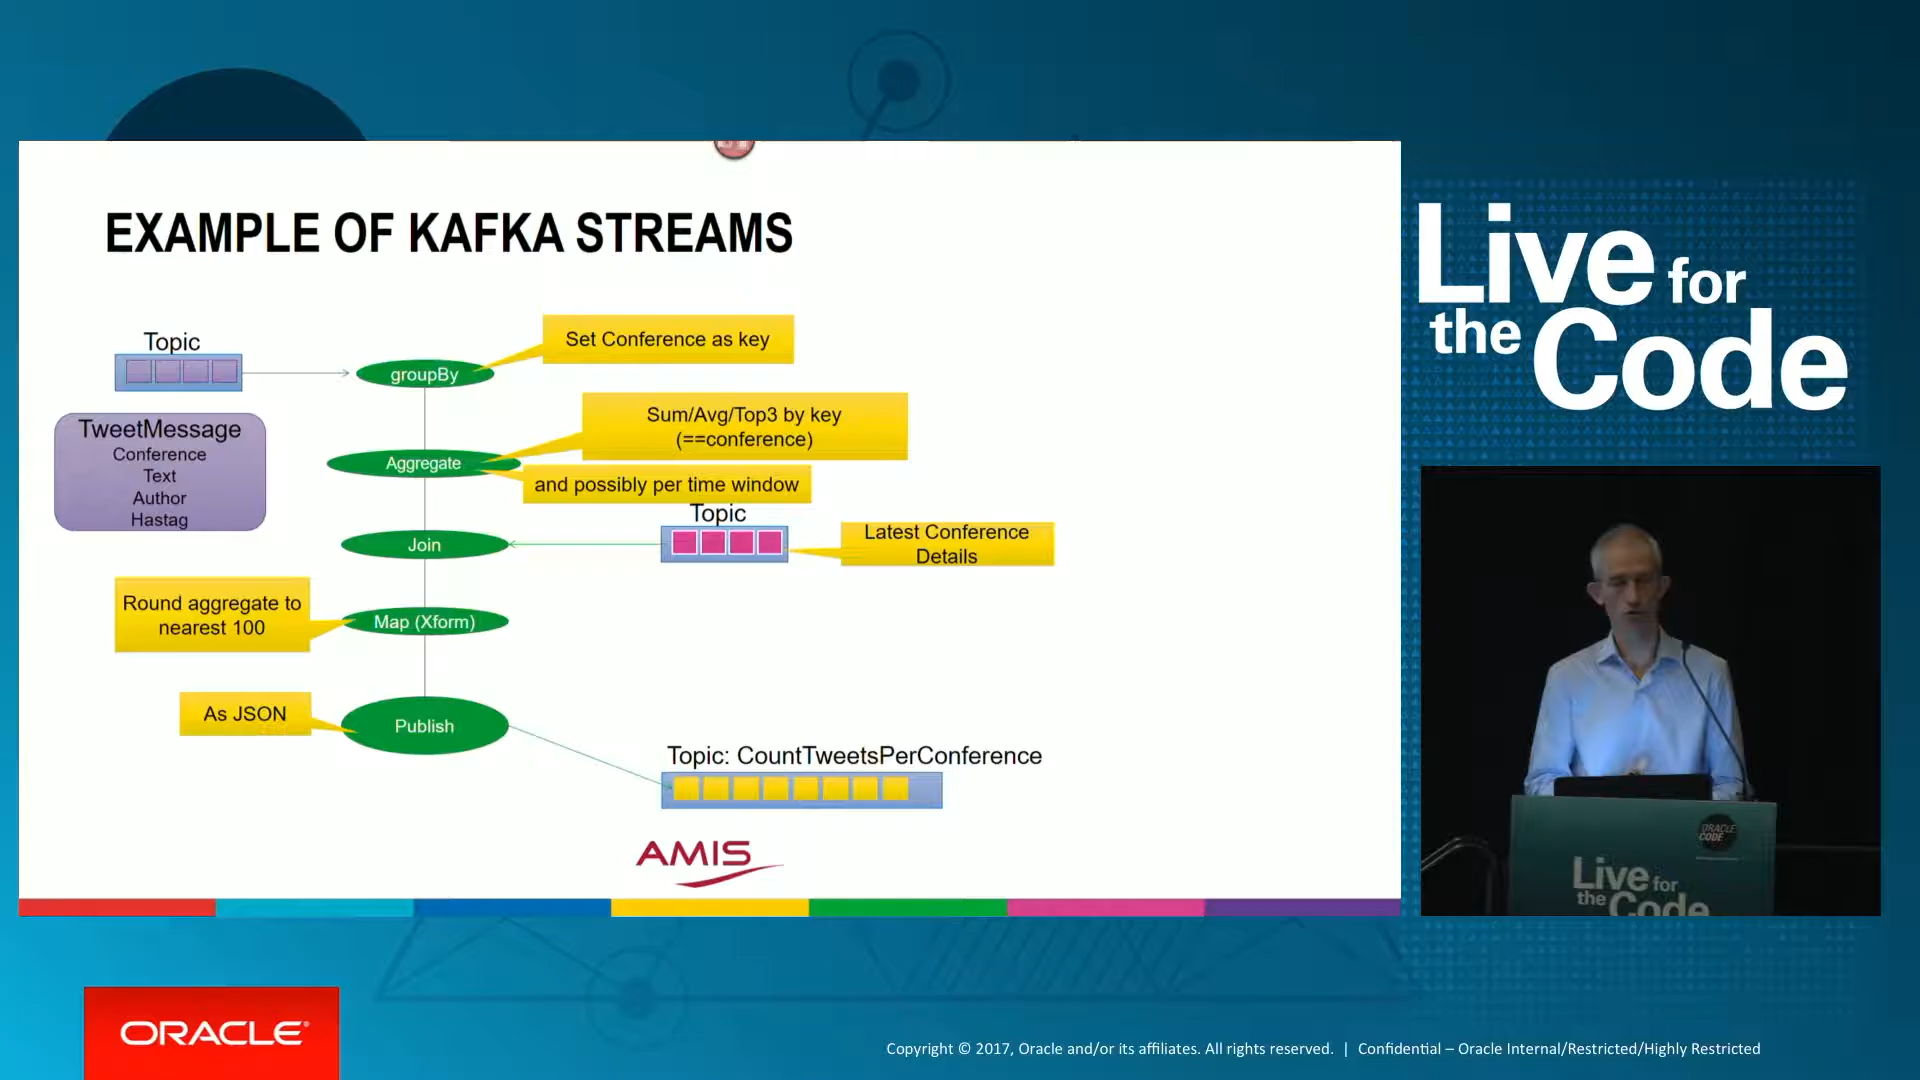 EXAMPLE OF KAFKA STREAMS
Topic
groupBy
Set Conference as key
TweetMessage
Conference
Text
Author
Hastag
Aggregate
Sum/Avg/Top3 by key
(==conference)
and possibly per time window
Join
Topic
Latest Conference
Details
Round aggregate to
nearest 100
Map (Xform)
As JSON
Publish
Topic: CountTweetsPerConference
AMIS
Live for
the Code
ORACLE
CODE
Live for
the Code
ORACLE®
Copyright © 2017, Oracle and/or its affiliates. All rights reserved. | Confidential – Oracle Internal/Restricted/Highly Restricted